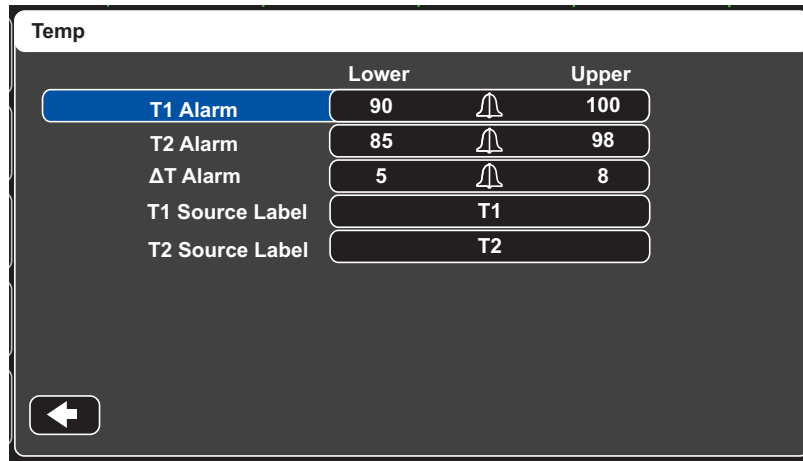 Temp
Lower Upper
T1 Alarm 90 100
T2 Alarm 85 98
ΔT Alarm 5 8
T1 Source Label T1
T2 Source Label T2